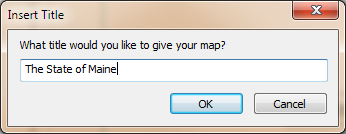 Insert Title
What title would you like to give your map?
The State of Maine
OK Cancel